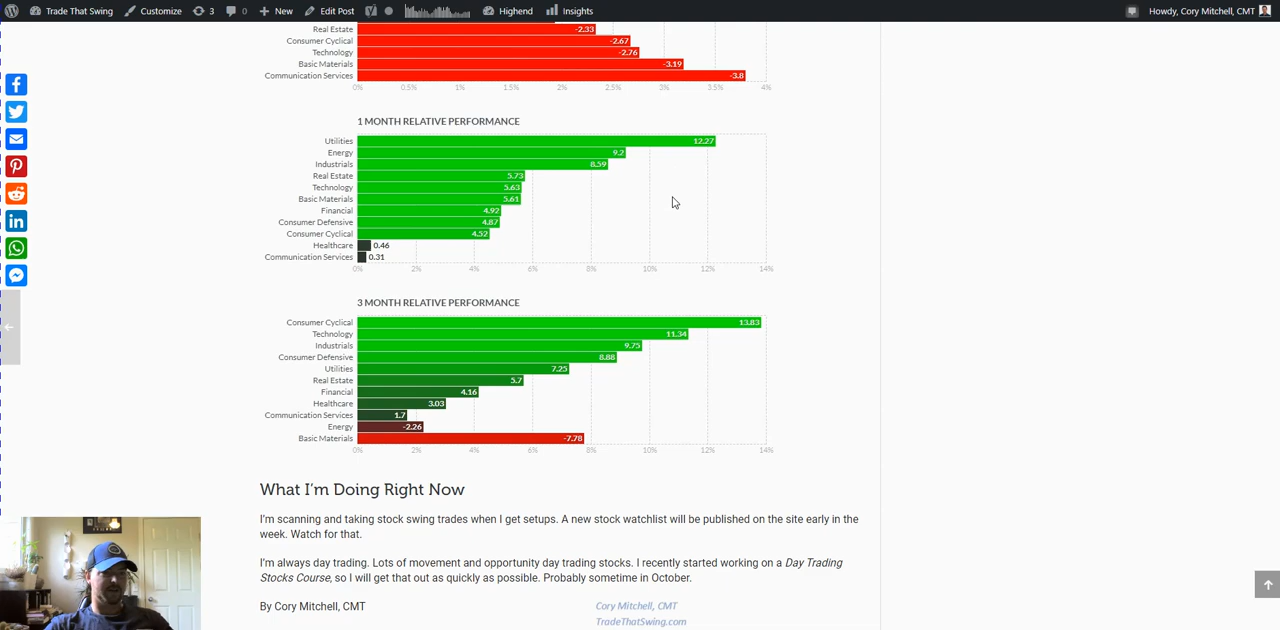 Trade That Swing Customize 3 0 New Edit Post Highend Insights Howdy, Cory Mitchell, CMT
Real Estate -2.33
Consumer Cyclical -2.67
Technology -2.76
Basic Materials -3.19
Communication Services -3.8
0% 0.5% 1% 1.5% 2% 2.5% 3% 3.5% 4%
1 MONTH RELATIVE PERFORMANCE
Utilities 12.27
Energy 9.2
Industrials 8.59
Real Estate 5.73
Technology 5.63
Basic Materials 5.61
Financial 4.92
Consumer Defensive 4.87
Consumer Cyclical 4.52
Healthcare 0.46
Communication Services 0.31
0% 2% 4% 6% 8% 10% 12% 14%
3 MONTH RELATIVE PERFORMANCE
Consumer Cyclical 13.83
Technology 11.34
Industrials 9.75
Consumer Defensive 8.88
Utilities 7.25
Real Estate 5.7
Financial 4.16
Healthcare 3.03
Communication Services 1.7
Energy -2.26
Basic Materials -7.78
0% 2% 4% 6% 8% 10% 12% 14%
What I'm Doing Right Now
I'm scanning and taking stock swing trades when I get setups. A new stock watchlist will be published on the site early in the
week. Watch for that.
I'm always day trading. Lots of movement and opportunity day trading stocks. I recently started working on a Day Trading
Stocks Course, so I will get that out as quickly as possible. Probably sometime in October.
By Cory Mitchell, CMT
Cory Mitchell, CMT
TradeThatSwing.com